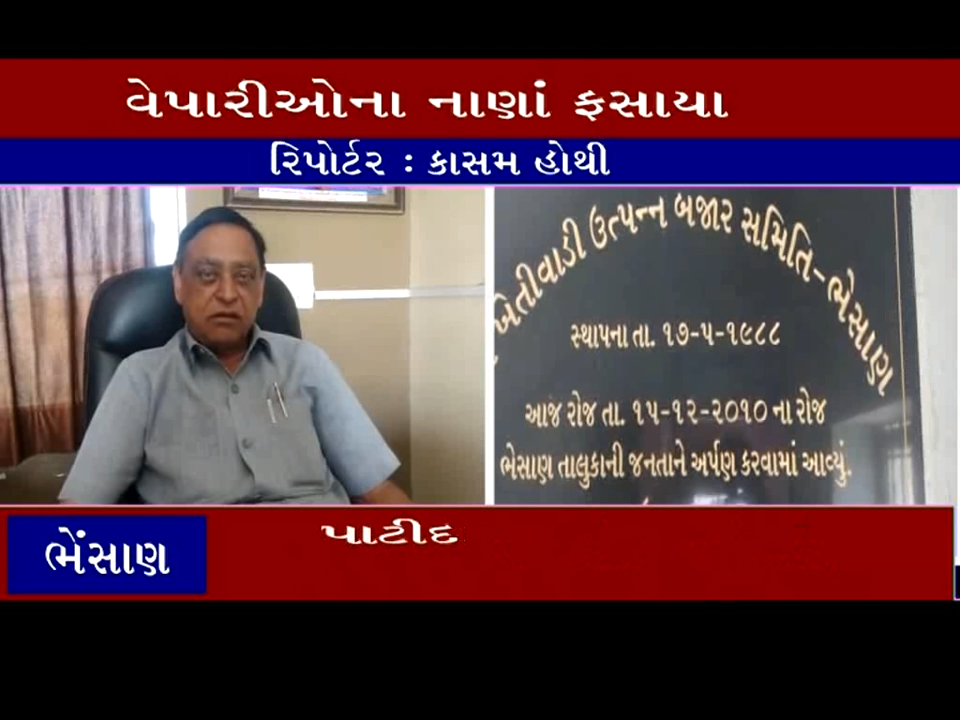 વેપારીઓના નાણાં ફસાયા
રિપોર્ટર : કાસમ હોથી
ખેતીવાડી ઉત્પન્ન બજાર સમિતિ-ભેસાણ
સ્થાપના તા. ૧૭-૫-૧૯૮૮
આજ રોજ તા. ૧૫-૧૨-૨૦૧૦ ના રોજ
ભેસાણ તાલુકાની જનતાને અર્પણ કરવામાં આવ્યું.
પાટીદ
ભેંસાણ